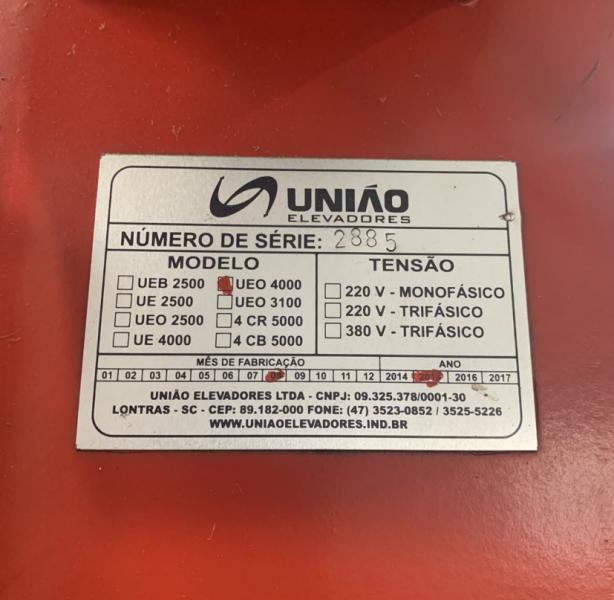 UNIÁO
ELEVADORES
NÚMERO DE SÉRIE: 2885
MODELO
UEB 2500 UEO 4000
UE 2500 UEO 3100
UEO 2500 4 CR 5000
UE 4000 4 CB 5000
TENSÃO
220 V - MONOFÁSICO
220 V - TRIFÁSICO
380 V - TRIFÁSICO
MÊS DE FABRICAÇÃO ANO
01 02 03 04 05 06 07 08 09 10 11 12 2014 2015 2016 2017
UNIÃO ELEVADORES LTDA - CNPJ: 09.325.378/0001-30
LONTRAS - SC - CEP: 89.182-000 FONE: (47) 3523-0852 / 3525-5226
WWW.UNIAOELEVADORES.IND.BR